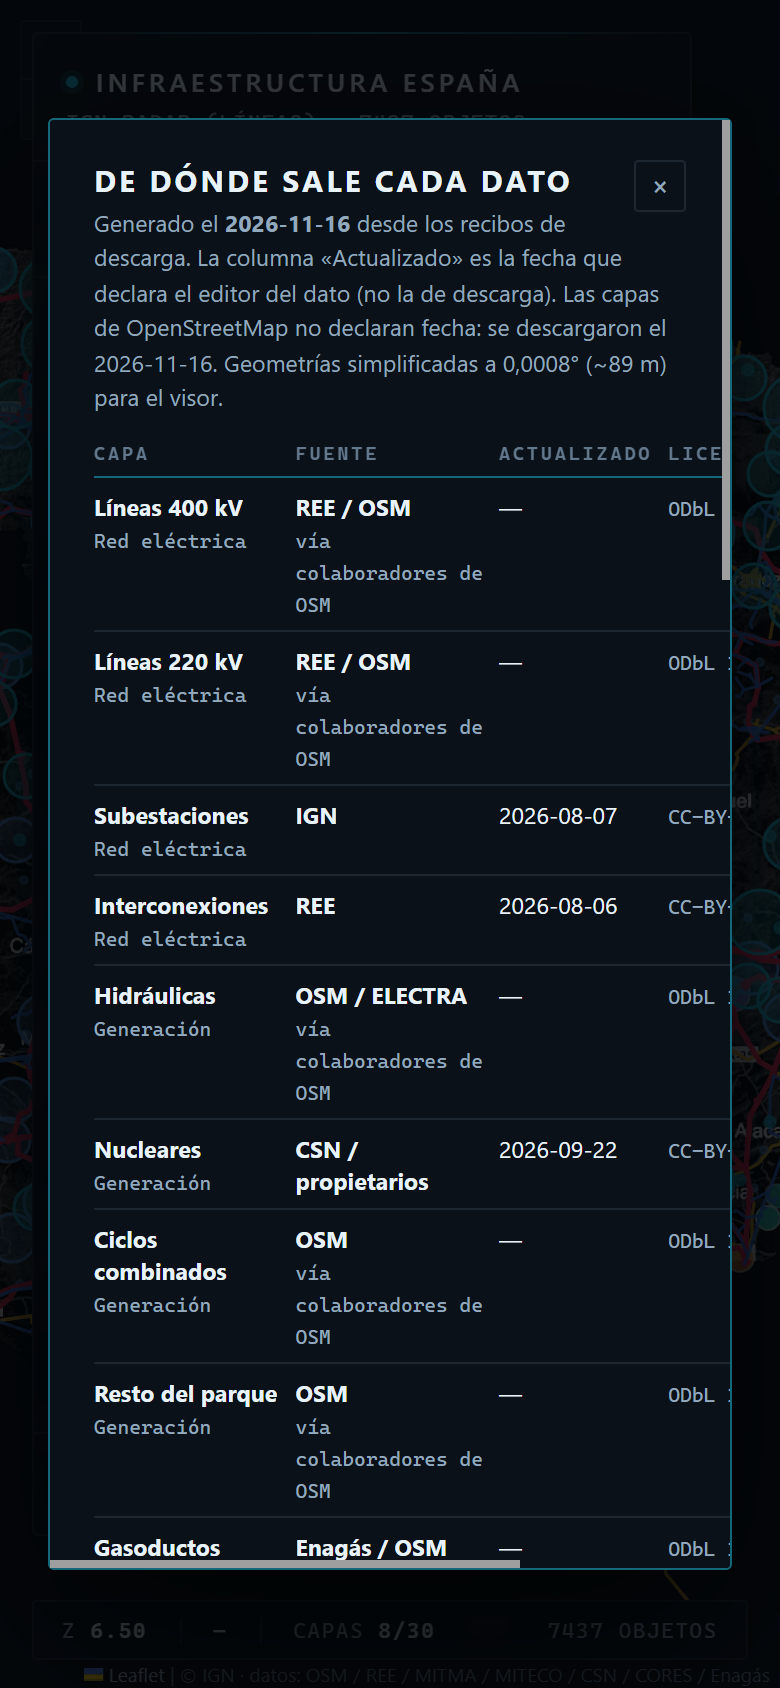 INFRAESTRUCTURA ESPAÑA
DE DÓNDE SALE CADA DATO
×
Generado el 2026-11-16 desde los recibos de
descarga. La columna «Actualizado» es la fecha que
declara el editor del dato (no la de descarga). Las capas
de OpenStreetMap no declaran fecha: se descargaron el
2026-11-16. Geometrías simplificadas a 0,0008° (~89 m)
para el visor.
CAPA FUENTE ACTUALIZADO LICE
Líneas 400 kV REE / OSM — ODbL
Red eléctrica vía
colaboradores de
OSM
Líneas 220 kV REE / OSM — ODbL
Red eléctrica vía
colaboradores de
OSM
Subestaciones IGN 2026-08-07 CC-BY-
Red eléctrica
Interconexiones REE 2026-08-06 CC-BY-
Red eléctrica
Hidráulicas OSM / ELECTRA — ODbL
Generación vía
colaboradores de
OSM
Nucleares CSN / 2026-09-22 CC-BY-
Generación propietarios
Ciclos OSM — ODbL
combinados vía
Generación colaboradores de
OSM
Resto del parque OSM — ODbL
Generación vía
colaboradores de
OSM
Gasoductos Enagás / OSM — ODbL
Z 6.50 — CAPAS 8/30 7437 OBJETOS
Leaflet | © IGN · datos: OSM / REE / MITMA / MITECO / CSN / CORES / Enagás